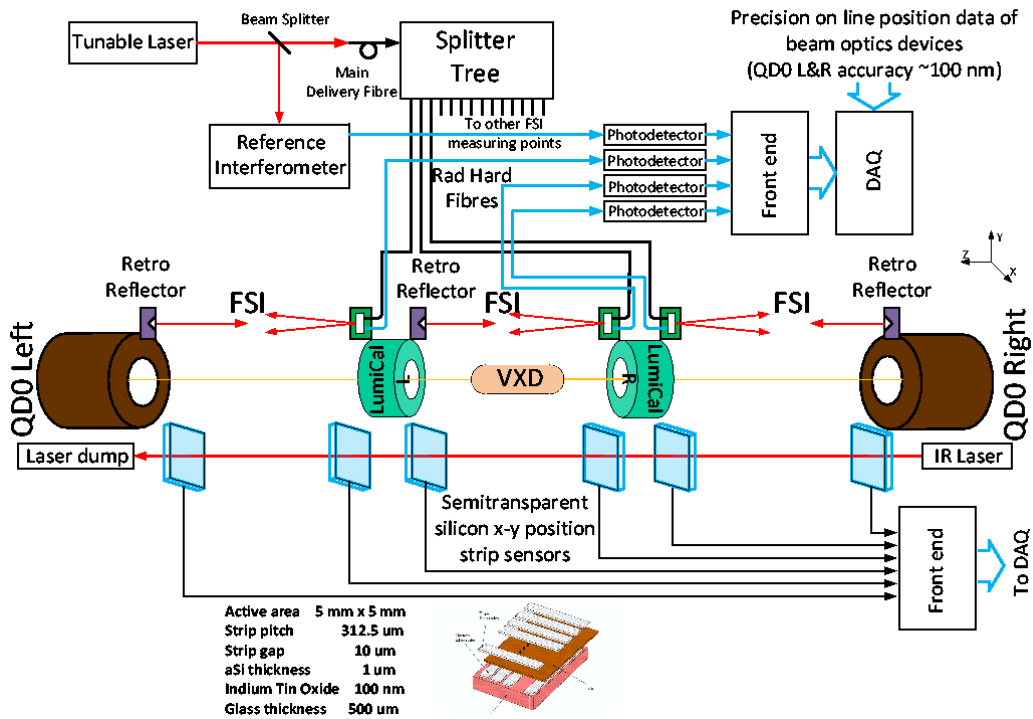 Tunable Laser
Beam Splitter
Main
Delivery Fibre
Splitter
Tree
Precision on line position data of
beam optics devices
(QD0 L&R accuracy ~100 nm)
To other FSI
measuring points
Reference
Interferometer
Rad Hard
Fibres
Photodetector
Photodetector
Photodetector
Photodetector
Front end
DAQ
Y
Z
X
Retro
Reflector
FSI
Retro
Reflector
FSI
FSI
Retro
Reflector
QD0 Left
LumiCal
L
VXD
R
LumiCal
QD0 Right
Laser dump
IR Laser
Semitransparent
silicon x-y position
strip sensors
Front end
To DAQ
Active area 5 mm x 5 mm
Strip pitch 312.5 um
Strip gap 10 um
aSi thickness 1 um
Indium Tin Oxide 100 nm
Glass thickness 500 um